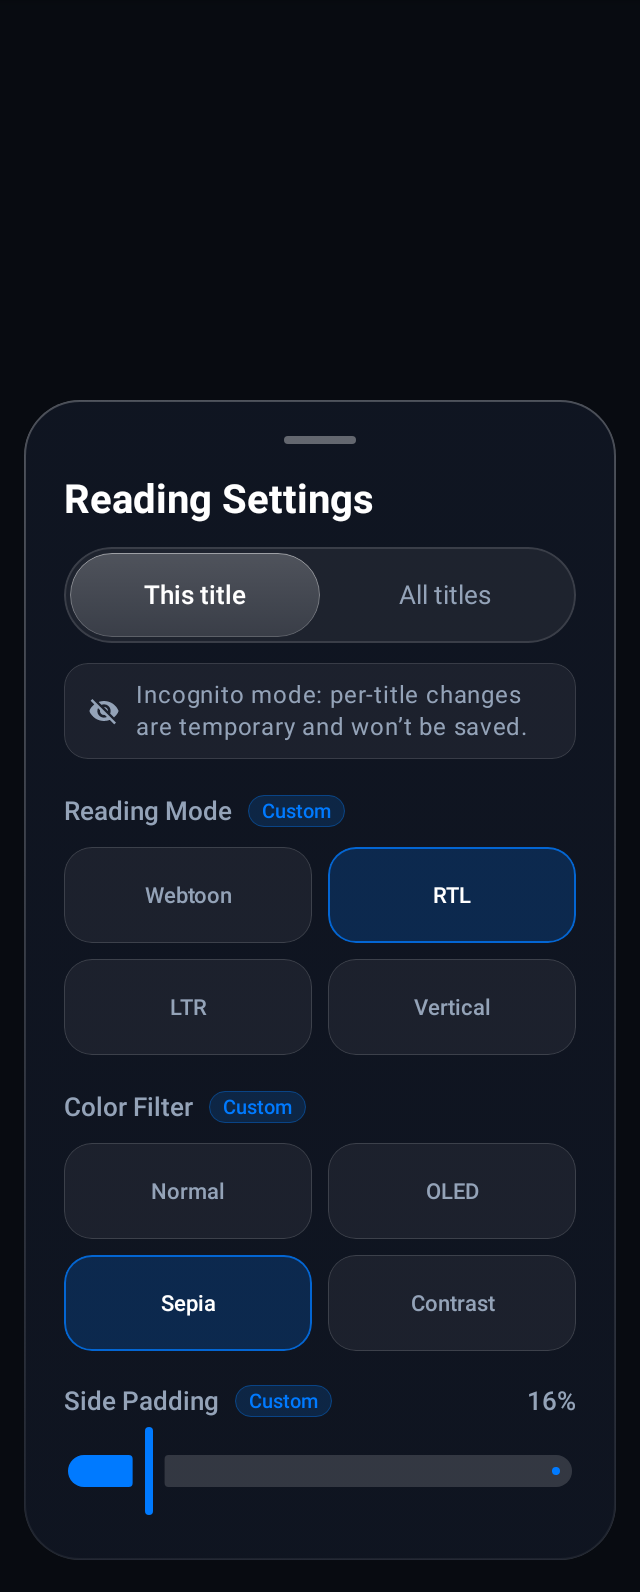 Reading Settings
This title
All titles
Incognito mode: per-title changes
are temporary and won’t be saved.
Reading Mode
Custom
Webtoon
RTL
LTR
Vertical
Color Filter
Custom
Normal
OLED
Sepia
Contrast
Side Padding
Custom
16%